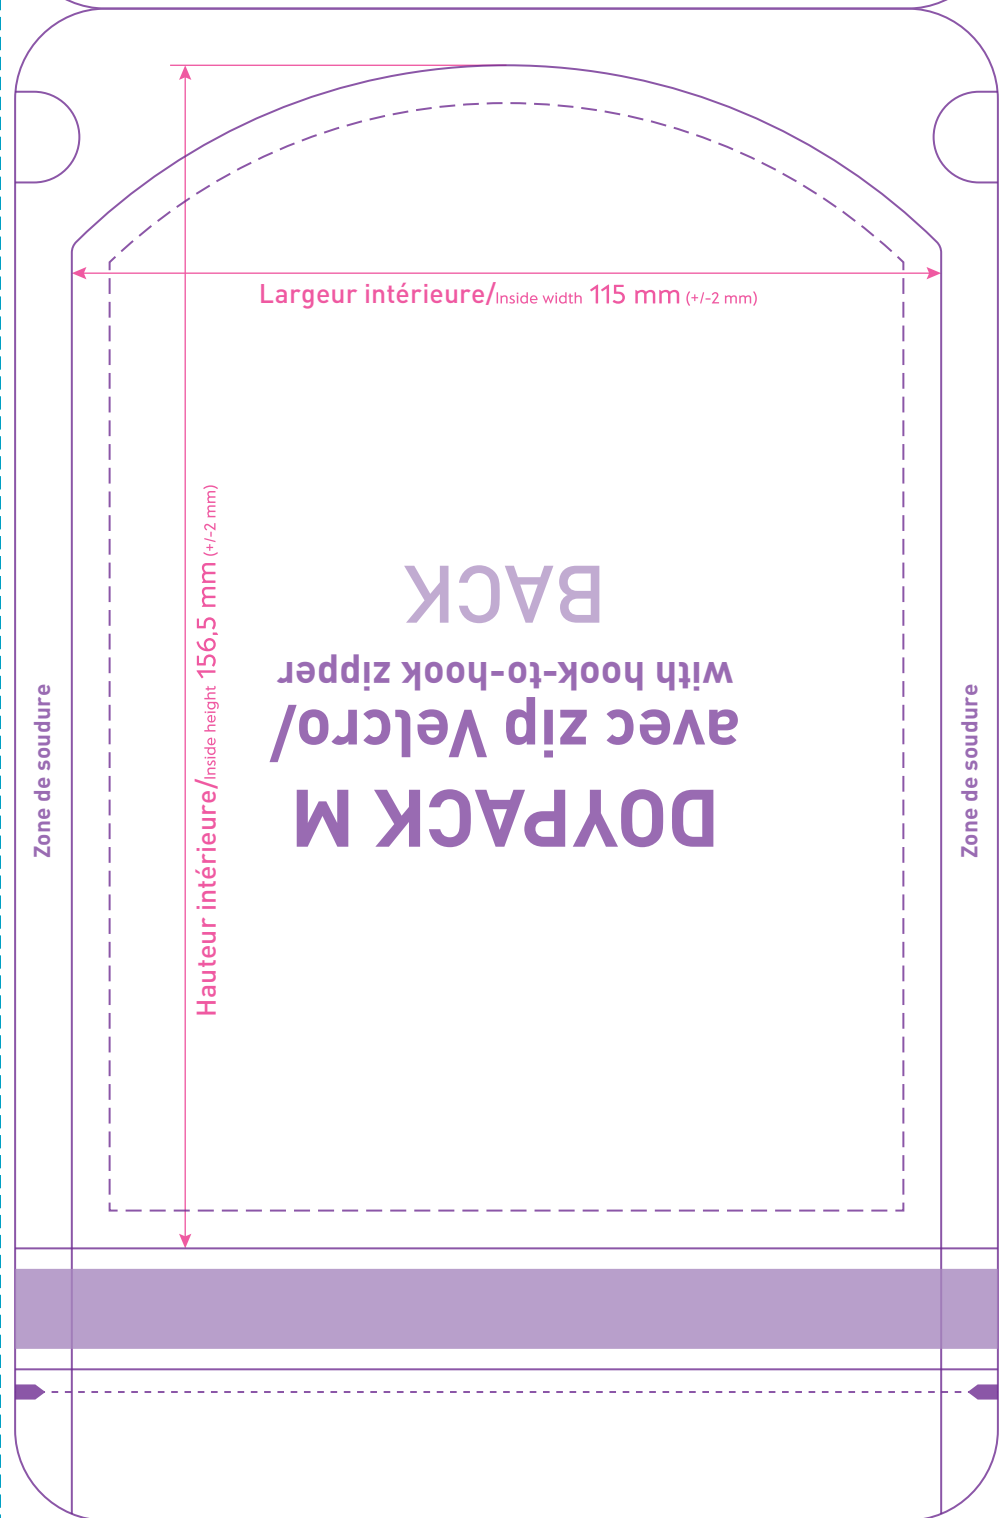 Largeur intérieure/Inside width 115 mm (+/-2 mm)
Hauteur intérieure/Inside height 156,5 mm (+/-2 mm)
DOYPACK M
avec zip Velcro/
with hook-to-hook zipper
BACK
Zone de soudure
Zone de soudure